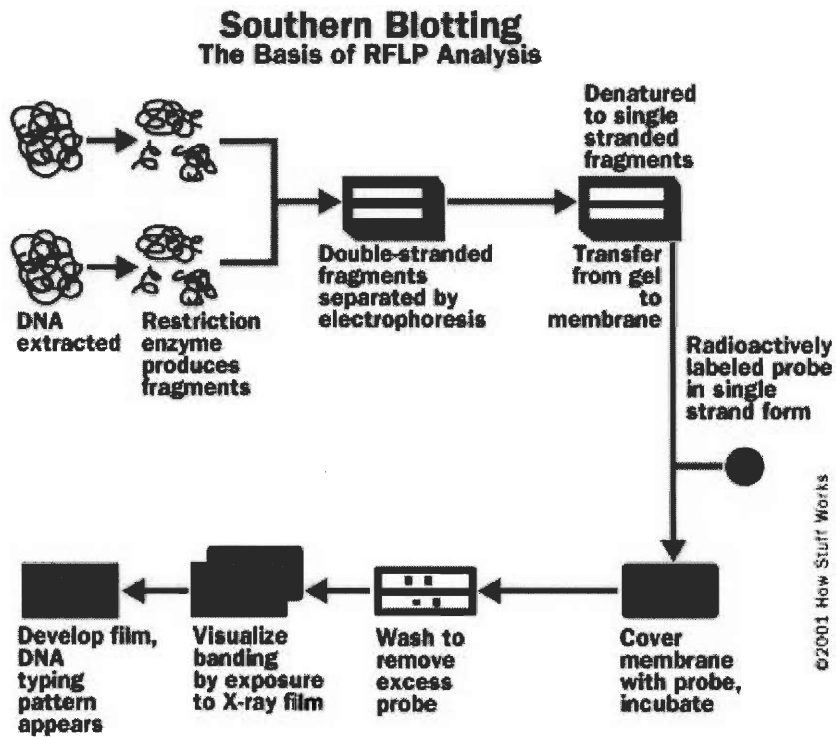 Southern Blotting
The Basis of RFLP Analysis
DNA
extracted
Restriction
enzyme
produces
fragments
Double-stranded
fragments
separated by
electrophoresis
Denatured
to single
stranded
fragments
Transfer
from gel
to
membrane
Radioactively
labeled probe
in single
strand form
Cover
membrane
with probe,
incubate
Wash to
remove
excess
probe
Visualize
banding
by exposure
to X-ray film
Develop film,
DNA
typing
pattern
appears
©2001 How Stuff Works